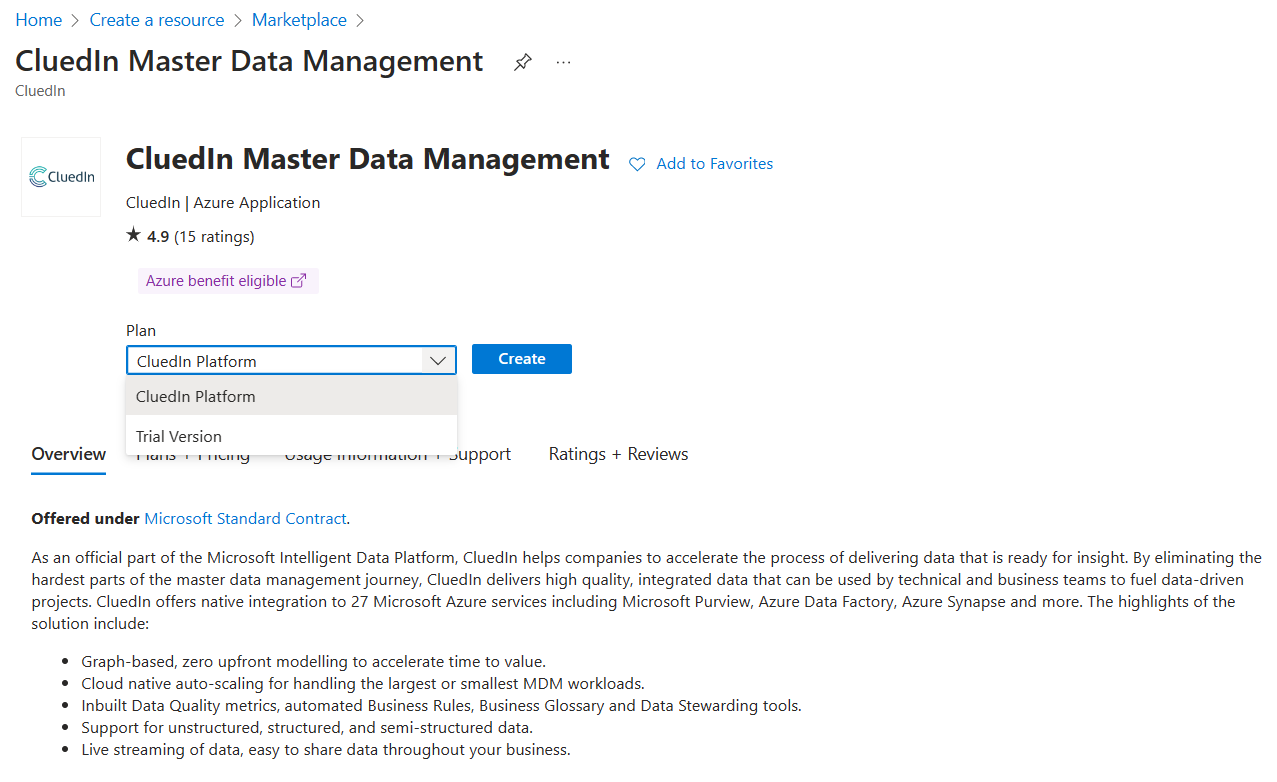 Home > Create a resource > Marketplace >
CluedIn Master Data Management ...
CluedIn
CluedIn
CluedIn Master Data Management Add to Favorites
CluedIn | Azure Application
★ 4.9 (15 ratings)
Azure benefit eligible
Plan
CluedIn Platform Create
CluedIn Platform
Trial Version
Overview Plans + Pricing Usage Information + Support Ratings + Reviews
Offered under Microsoft Standard Contract.
As an official part of the Microsoft Intelligent Data Platform, CluedIn helps companies to accelerate the process of delivering data that is ready for insight. By eliminating the
hardest parts of the master data management journey, CluedIn delivers high quality, integrated data that can be used by technical and business teams to fuel data-driven
projects. CluedIn offers native integration to 27 Microsoft Azure services including Microsoft Purview, Azure Data Factory, Azure Synapse and more. The highlights of the
solution include:
• Graph-based, zero upfront modelling to accelerate time to value.
• Cloud native auto-scaling for handling the largest or smallest MDM workloads.
• Inbuilt Data Quality metrics, automated Business Rules, Business Glossary and Data Stewarding tools.
• Support for unstructured, structured, and semi-structured data.
• Live streaming of data, easy to share data throughout your business.